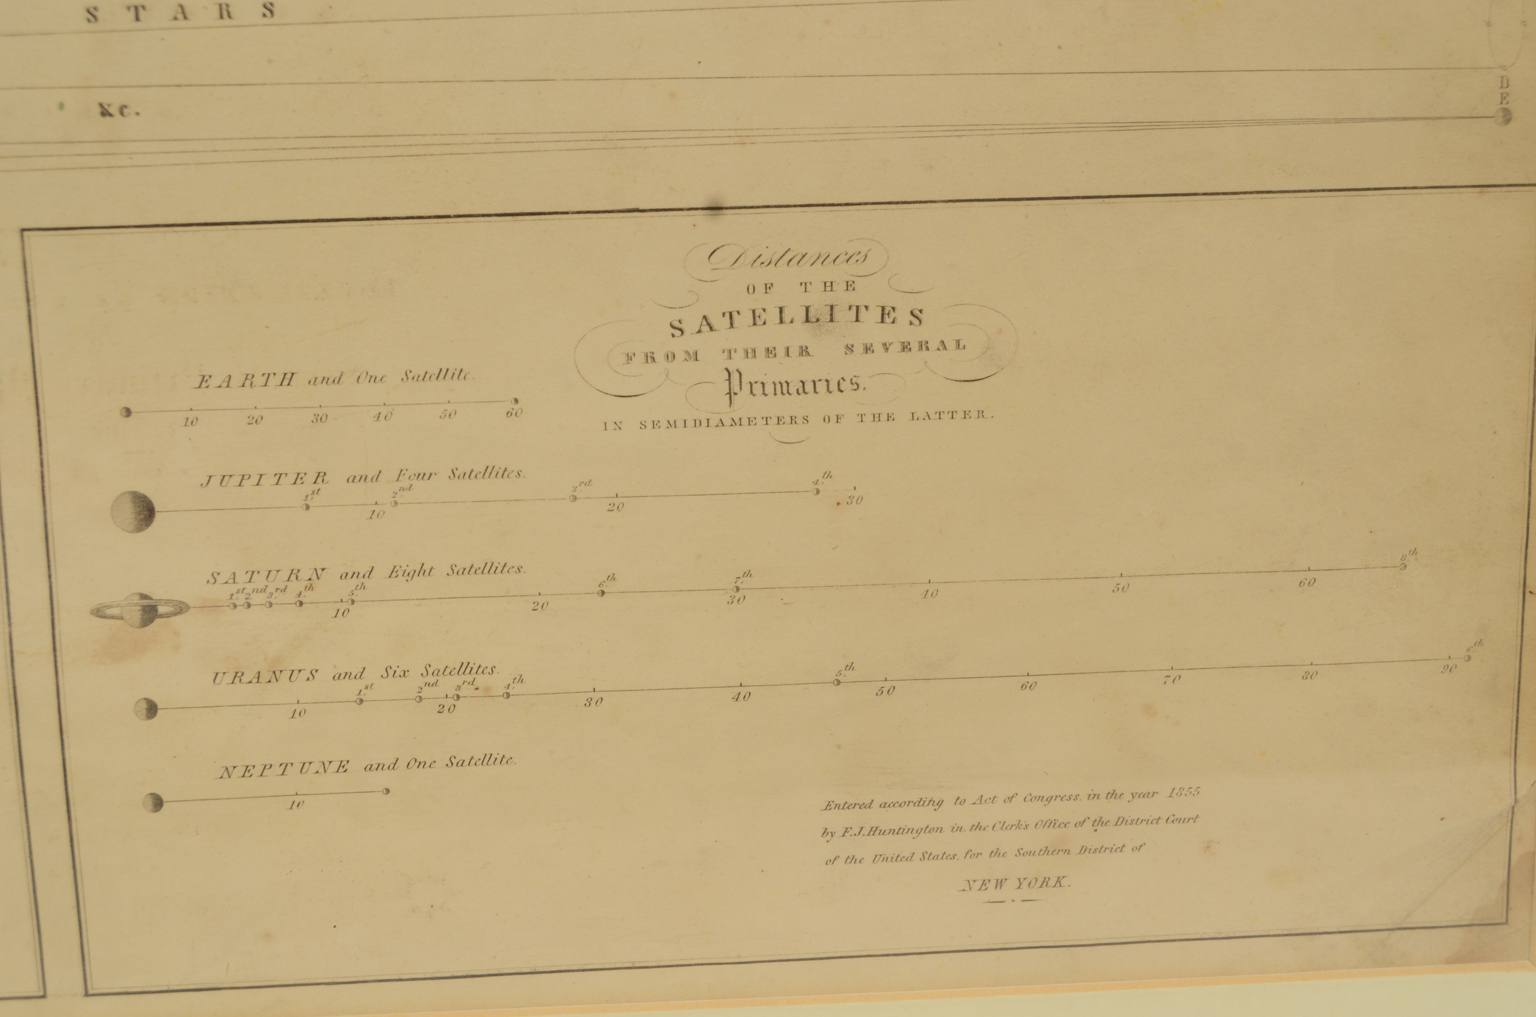 STARS
&c.
DE
Distances
OF THE
SATELLITES
FROM THEIR SEVERAL
Primaries.
IN SEMIDIAMETERS OF THE LATTER.
EARTH and One Satellite.
10 20 30 40 50 60
JUPITER and Four Satellites.
1st 2nd 3rd 4th
10 20 30
SATURN and Eight Satellites.
1st 2nd 3rd 4th 5th 6th 7th 8th
10 20 30 40 50 60
URANUS and Six Satellites.
1st 2nd 3rd 4th 5th 6th
10 20 30 40 50 60 70 80 90
NEPTUNE and One Satellite.
10
Entered according to Act of Congress, in the year 1855
by F.J. Huntington in the Clerk's Office of the District Court
of the United States, for the Southern District of
NEW YORK.